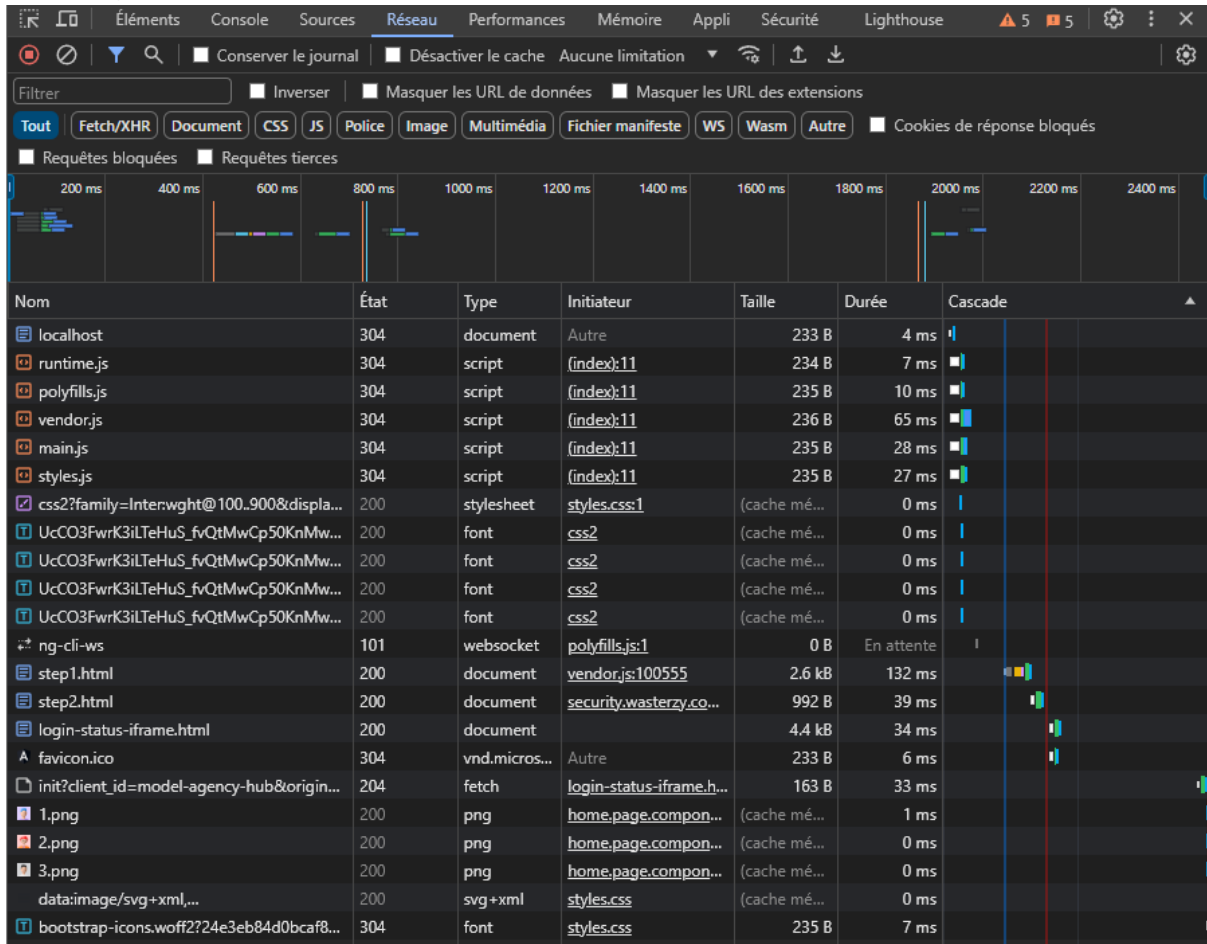 Éléments Console Sources Réseau Performances Mémoire Appli Sécurité Lighthouse 5 5
Conserver le journal Désactiver le cache Aucune limitation
Filtrer Inverser Masquer les URL de données Masquer les URL des extensions
Tout Fetch/XHR Document CSS JS Police Image Multimédia Fichier manifeste WS Wasm Autre Cookies de réponse bloqués
Requêtes bloquées Requêtes tierces
200 ms 400 ms 600 ms 800 ms 1000 ms 1200 ms 1400 ms 1600 ms 1800 ms 2000 ms 2200 ms 2400 ms
Nom État Type Initiateur Taille Durée Cascade
localhost 304 document Autre 233 B 4 ms
runtime.js 304 script (index):11 234 B 7 ms
polyfills.js 304 script (index):11 235 B 10 ms
vendor.js 304 script (index):11 236 B 65 ms
main.js 304 script (index):11 235 B 28 ms
styles.js 304 script (index):11 235 B 27 ms
css2?family=Inter:wght@100..900&displa... 200 stylesheet styles.css:1 (cache mé... 0 ms
UcCO3FwrK3iLTeHuS_fvQtMwCp50KnMw... 200 font css2 (cache mé... 0 ms
UcCO3FwrK3iLTeHuS_fvQtMwCp50KnMw... 200 font css2 (cache mé... 0 ms
UcCO3FwrK3iLTeHuS_fvQtMwCp50KnMw... 200 font css2 (cache mé... 0 ms
UcCO3FwrK3iLTeHuS_fvQtMwCp50KnMw... 200 font css2 (cache mé... 0 ms
ng-cli-ws 101 websocket polyfills.js:1 0 B En attente
step1.html 200 document vendor.js:100555 2.6 kB 132 ms
step2.html 200 document security.wasterzy.co... 992 B 39 ms
login-status-iframe.html 200 document 4.4 kB 34 ms
favicon.ico 304 vnd.micros... Autre 233 B 6 ms
init?client_id=model-agency-hub&origin... 204 fetch login-status-iframe.h... 163 B 33 ms
1.png 200 png home.page.compon... (cache mé... 1 ms
2.png 200 png home.page.compon... (cache mé... 0 ms
3.png 200 png home.page.compon... (cache mé... 0 ms
data:image/svg+xml,... 200 svg+xml styles.css (cache mé... 0 ms
bootstrap-icons.woff2?24e3eb84d0bcaf8... 304 font styles.css 235 B 7 ms